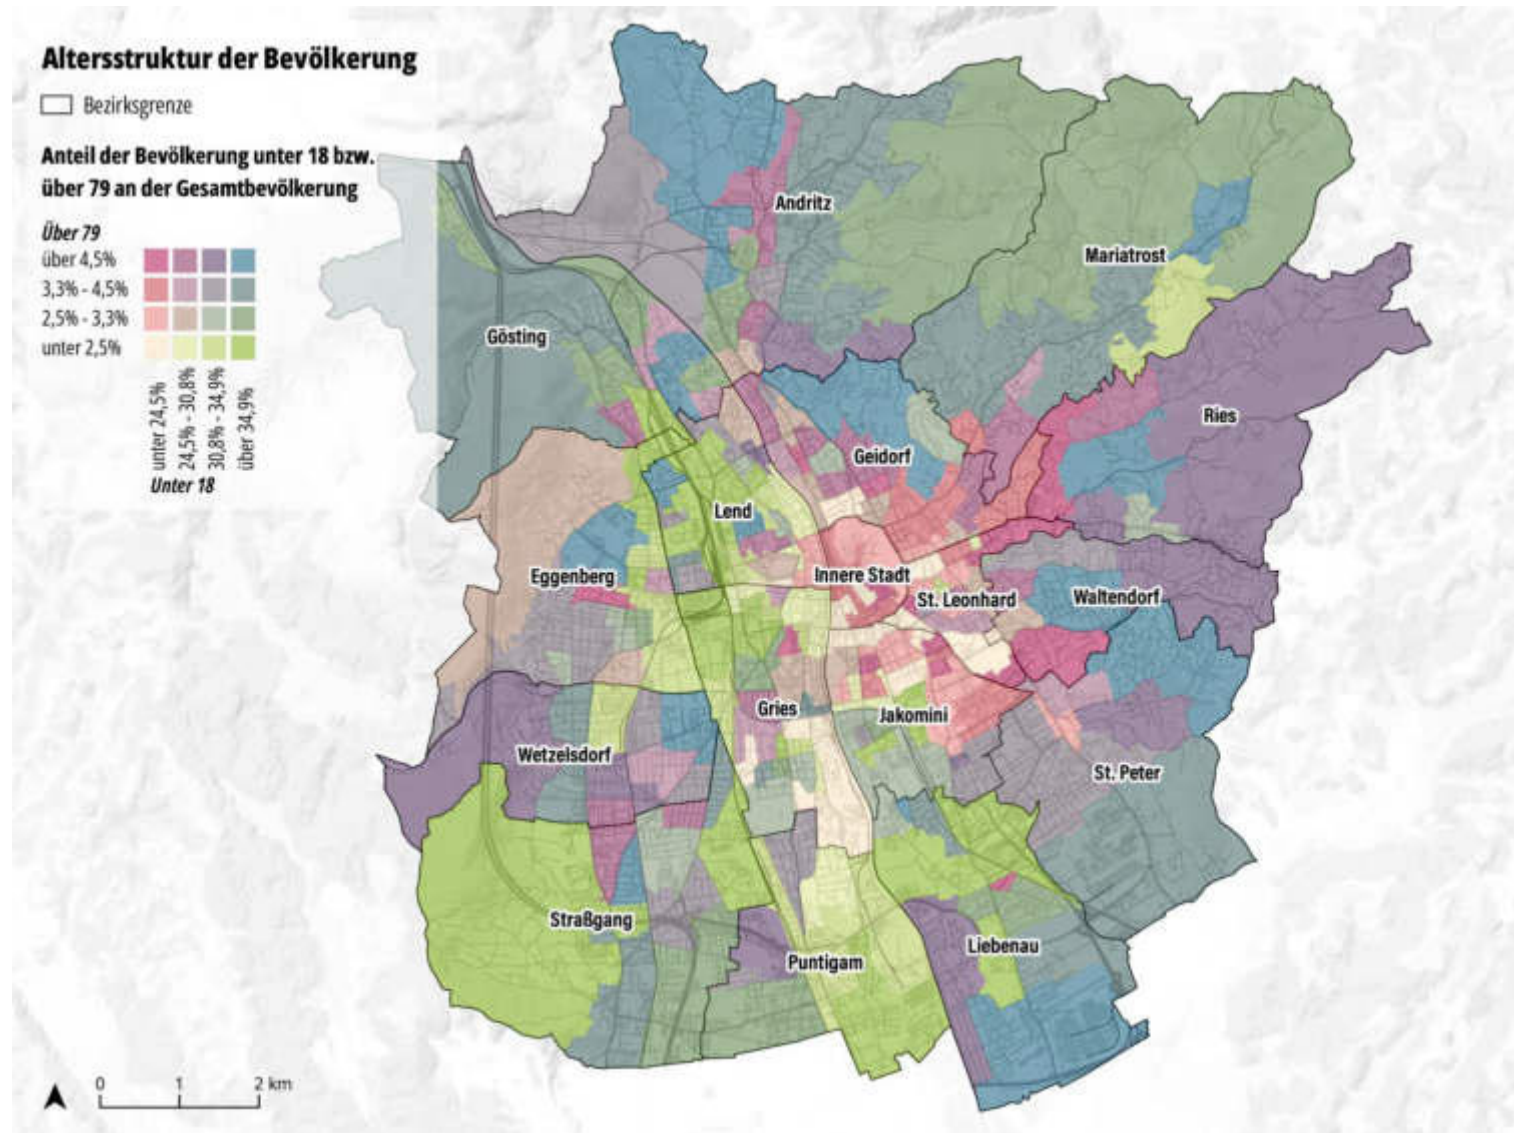 Altersstruktur der Bevölkerung
Bezirksgrenze
Anteil der Bevölkerung unter 18 bzw.
über 79 an der Gesamtbevölkerung
Über 79
über 4,5%
3,3% - 4,5%
2,5% - 3,3%
unter 2,5%
unter 24,5%
24,5% - 30,8%
30,8% - 34,9%
über 34,9%
Unter 18
Andritz
Mariatrost
Gösting
Ries
Geidorf
Lend
Eggenberg
Innere Stadt
St. Leonhard
Waltendorf
Gries
Jakomini
Wetzelsdorf
St. Peter
Straßgang
Liebenau
Puntigam
0 1 2 km